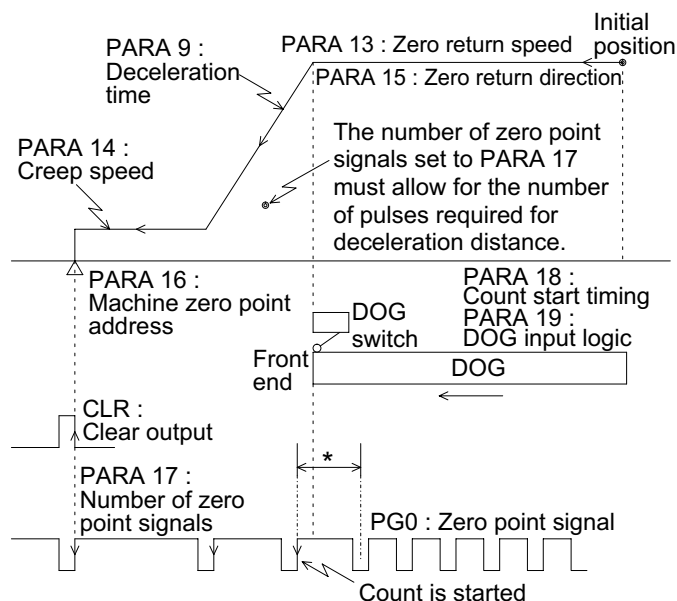 Initial
position
PARA 9 :
Deceleration
time
PARA 13 : Zero return speed
PARA 15 : Zero return direction
PARA 14 :
Creep speed
The number of zero point
signals set to PARA 17
must allow for the number
of pulses required for
deceleration distance.
PARA 16 :
Machine zero point
address
DOG
switch
PARA 18 :
Count start timing
PARA 19 :
DOG input logic
Front
end
DOG
CLR :
Clear output
*
PARA 17 :
Number of zero
point signals
PG0 : Zero point signal
Count is started